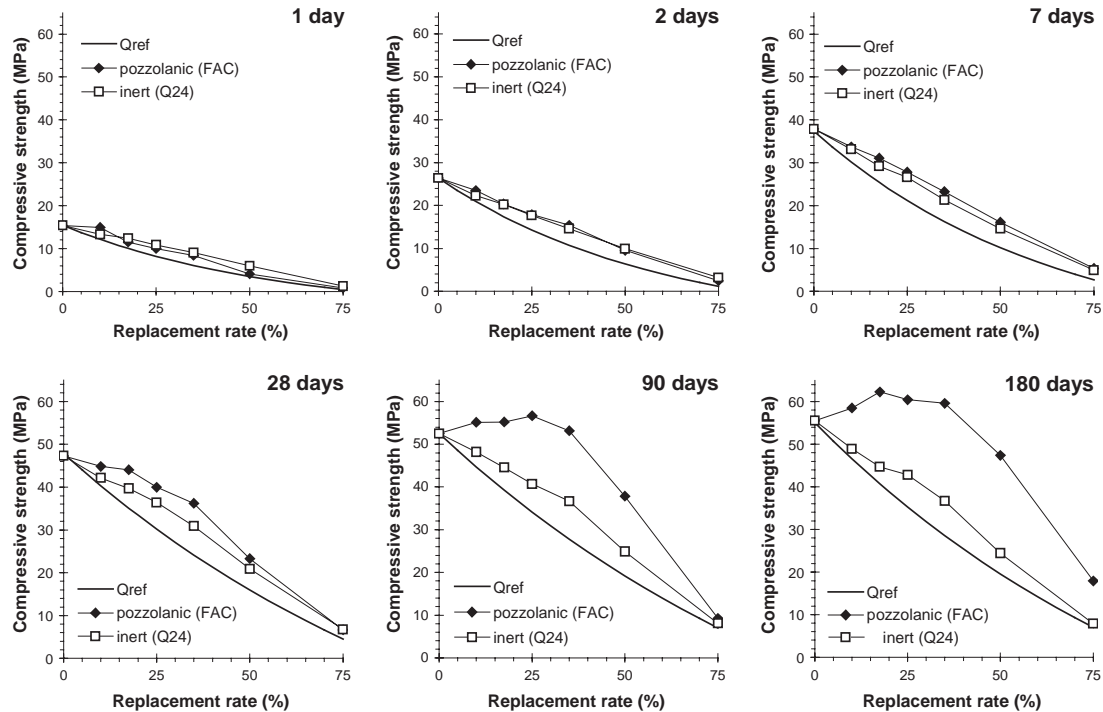 1 day
Compressive strength (MPa)
60
50
40
30
20
10
0
Qref
pozzolanic (FAC)
inert (Q24)
0 25 50 75
Replacement rate (%)
2 days
Compressive strength (MPa)
60
50
40
30
20
10
0
Qref
pozzolanic (FAC)
inert (Q24)
0 25 50 75
Replacement rate (%)
7 days
Compressive strength (MPa)
60
50
40
30
20
10
0
Qref
pozzolanic (FAC)
inert (Q24)
0 25 50 75
Replacement rate (%)
28 days
Compressive strength (MPa)
60
50
40
30
20
10
0
Qref
pozzolanic (FAC)
inert (Q24)
0 25 50 75
Replacement rate (%)
90 days
Compressive strength (MPa)
60
50
40
30
20
10
0
Qref
pozzolanic (FAC)
inert (Q24)
0 25 50 75
Replacement rate (%)
180 days
Compressive strength (MPa)
60
50
40
30
20
10
0
Qref
pozzolanic (FAC)
inert (Q24)
0 25 50 75
Replacement rate (%)